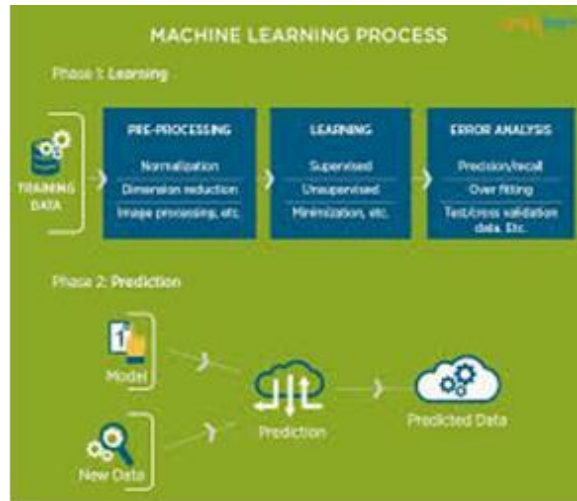 MACHINE LEARNING PROCESS
Phase 1: Learning
TRAINING
DATA
PRE-PROCESSING
Normalization
Dimension reduction
Image processing, etc.
LEARNING
Supervised
Unsupervised
Minimization, etc.
ERROR ANALYSIS
Precision/recall
Over fitting
Test/cross validation
data. Etc.
Phase 2: Prediction
1
Model
New Data
Prediction
Predicted Data